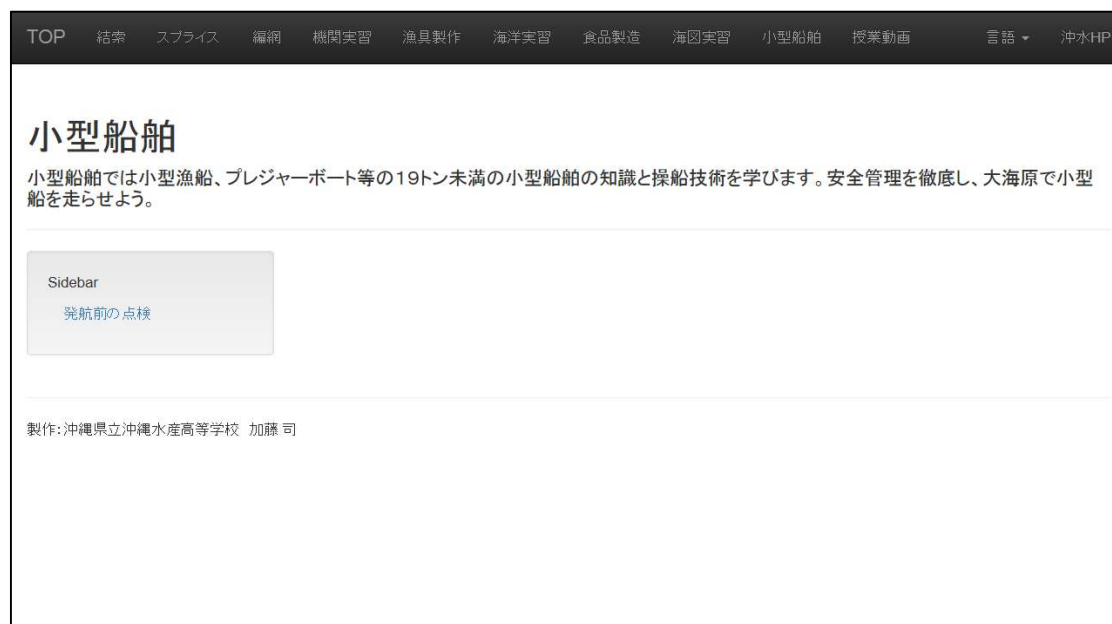 TOP 結索 スプライス 編網 機関実習 漁具製作 海洋実習 食品製造 海図実習 小型船舶 授業動画 言語 沖水HP
小型船舶
小型船舶では小型漁船、プレジャーボート等の19トン未満の小型船舶の知識と操船技術を学びます。安全管理を徹底し、大海原で小型
船を走らせよう。
Sidebar
発航前の点検
製作:沖縄県立沖縄水産高等学校 加藤 司